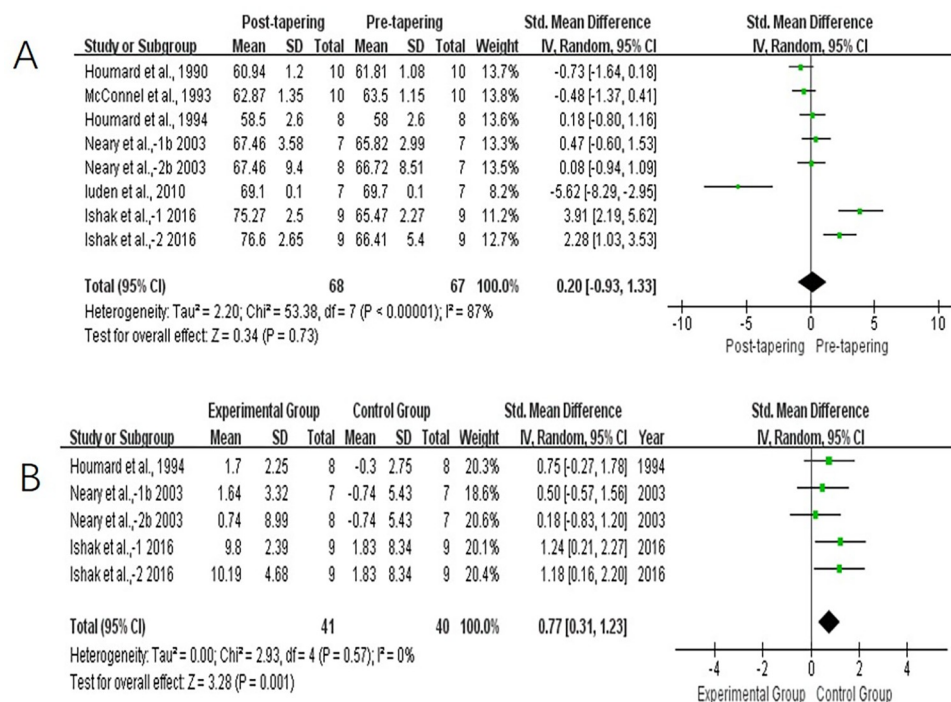 A
Post-tapering Pre-tapering Std. Mean Difference Std. Mean Difference
Study or Subgroup Mean SD Total Mean SD Total Weight IV, Random, 95% CI IV, Random, 95% CI
Houmard et al., 1990 60.94 1.2 10 61.81 1.08 10 13.7% -0.73 [-1.64, 0.18]
McConnel et al., 1993 62.87 1.35 10 63.5 1.15 10 13.8% -0.48 [-1.37, 0.41]
Houmard et al., 1994 58.5 2.6 8 58 2.6 8 13.6% 0.18 [-0.80, 1.16]
Neary et al.,-1b 2003 67.46 3.58 7 65.82 2.99 7 13.3% 0.47 [-0.60, 1.53]
Neary et al.,-2b 2003 67.46 9.4 8 66.72 8.51 7 13.5% 0.08 [-0.94, 1.09]
Iuden et al., 2010 69.1 0.1 7 69.7 0.1 7 8.2% -5.62 [-8.29, -2.95]
Ishak et al.,-1 2016 75.27 2.5 9 65.47 2.27 9 11.2% 3.91 [2.19, 5.62]
Ishak et al.,-2 2016 76.6 2.65 9 66.41 5.4 9 12.7% 2.28 [1.03, 3.53]
Total (95% CI) 68 67 100.0% 0.20 [-0.93, 1.33]
Heterogeneity: Tau² = 2.20; Chi² = 53.38, df = 7 (P < 0.00001); I² = 87%
Test for overall effect: Z = 0.34 (P = 0.73)
-10 -5 0 5 10
Post-tapering Pre-tapering
B
Experimental Group Control Group Std. Mean Difference Std. Mean Difference
Study or Subgroup Mean SD Total Mean SD Total Weight IV, Random, 95% CI Year IV, Random, 95% CI
Houmard et al., 1994 1.7 2.25 8 -0.3 2.75 8 20.3% 0.75 [-0.27, 1.78] 1994
Neary et al.,-1b 2003 1.64 3.32 7 -0.74 5.43 7 18.6% 0.50 [-0.57, 1.56] 2003
Neary et al.,-2b 2003 0.74 8.99 8 -0.74 5.43 7 20.6% 0.18 [-0.83, 1.20] 2003
Ishak et al.,-1 2016 9.8 2.39 9 1.83 8.34 9 20.1% 1.24 [0.21, 2.27] 2016
Ishak et al.,-2 2016 10.19 4.68 9 1.83 8.34 9 20.4% 1.18 [0.16, 2.20] 2016
Total (95% CI) 41 40 100.0% 0.77 [0.31, 1.23]
Heterogeneity: Tau² = 0.00; Chi² = 2.93, df = 4 (P = 0.57); I² = 0%
Test for overall effect: Z = 3.28 (P = 0.001)
-4 -2 0 2 4
Experimental Group Control Group